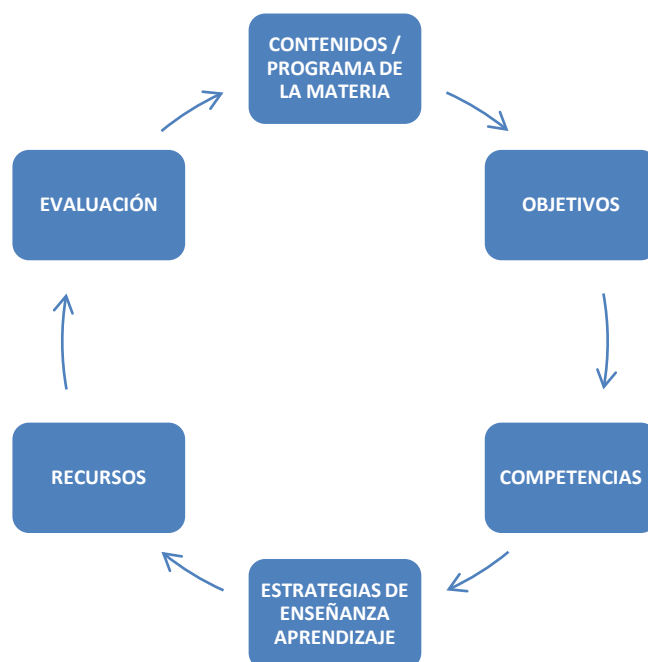 CONTENIDOS /
PROGRAMA DE
LA MATERIA
OBJETIVOS
COMPETENCIAS
ESTRATEGIAS DE
ENSEÑANZA
APRENDIZAJE
RECURSOS
EVALUACIÓN